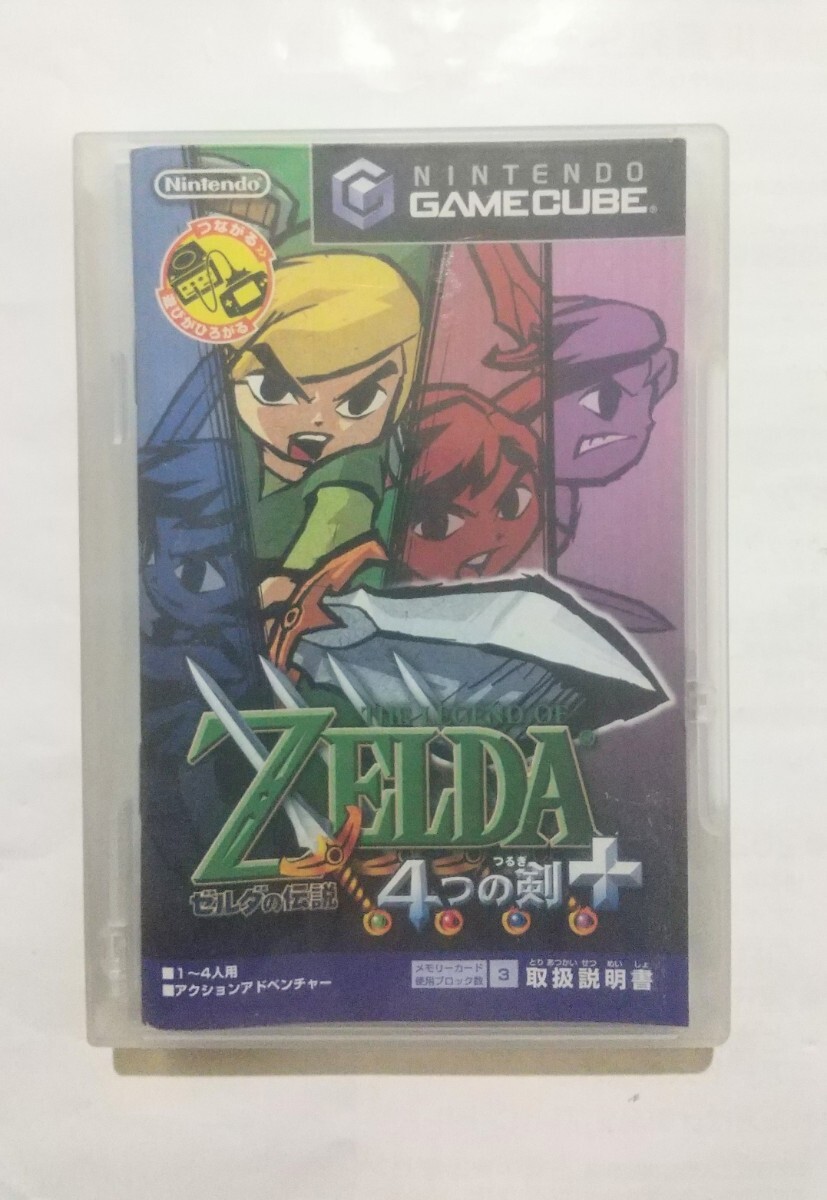 Nintendo
NINTENDO
GAMECUBE
つながる»
遊びがひろがる
THE LEGEND OF
ZELDA
ゼルダの伝説
つるぎ
4つの剣+
■1〜4人用
■アクションアドベンチャー
メモリーカード
使用ブロック数
3
とりあつかいせつめいしょ
取扱説明書